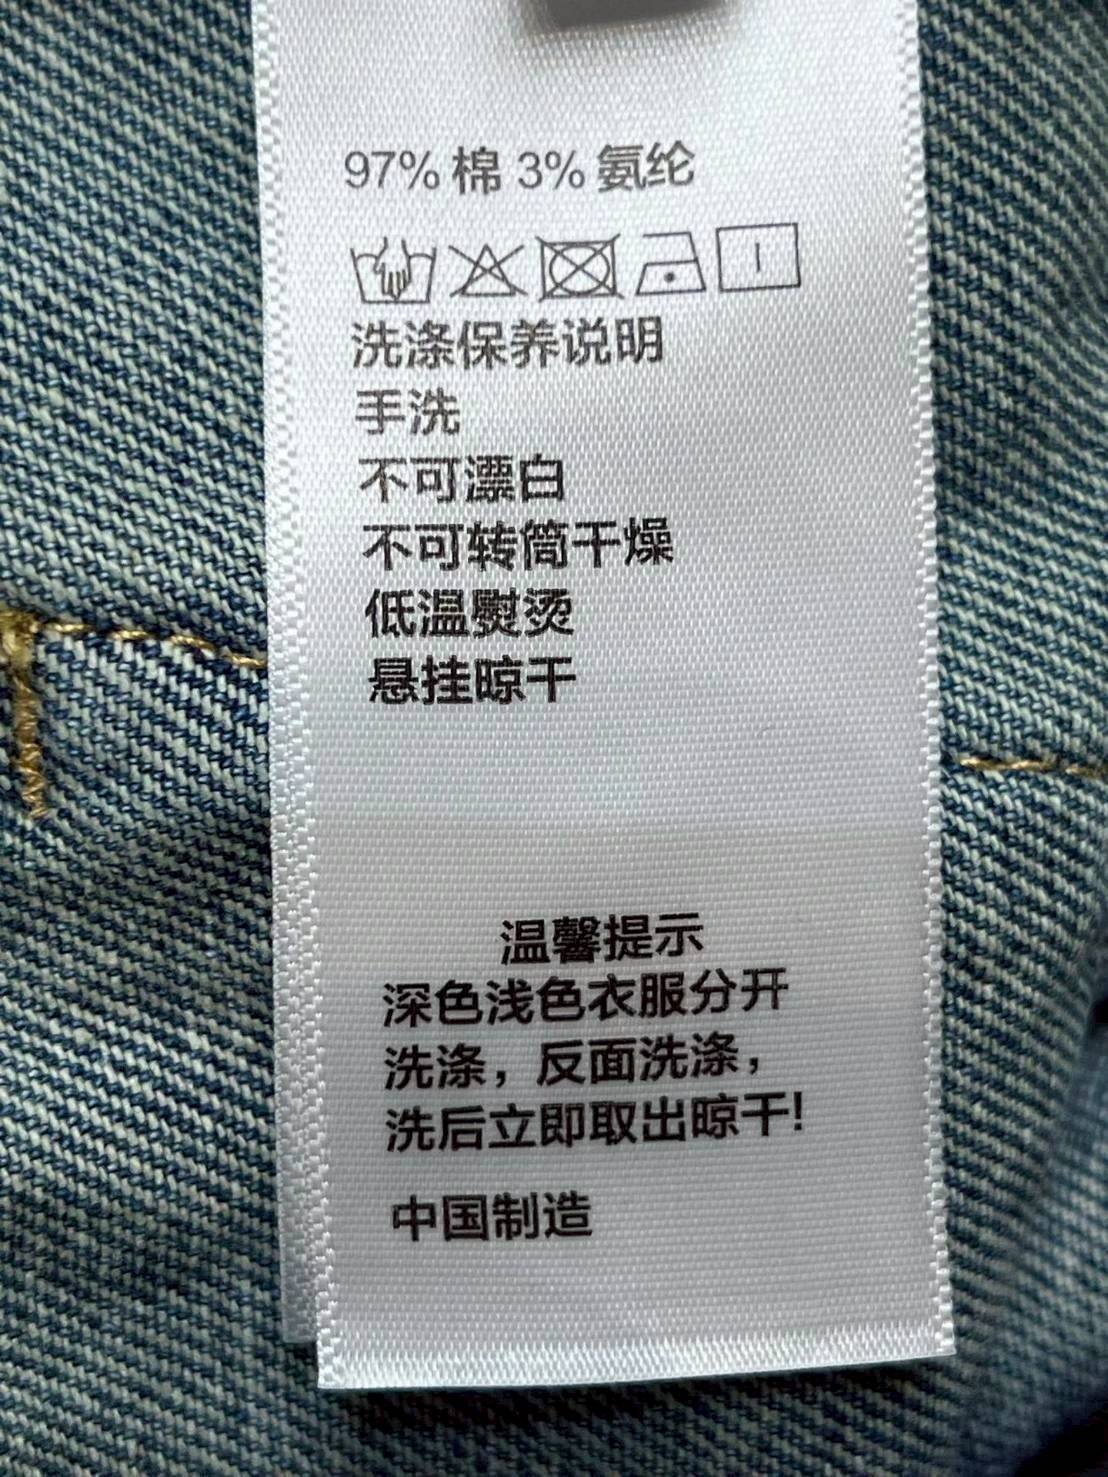 97% 棉 3% 氨纶
洗涤保养说明
手洗
不可漂白
不可转筒干燥
低温熨烫
悬挂晾干
温馨提示
深色浅色衣服分开
洗涤，反面洗涤，
洗后立即取出晾干!
中国制造